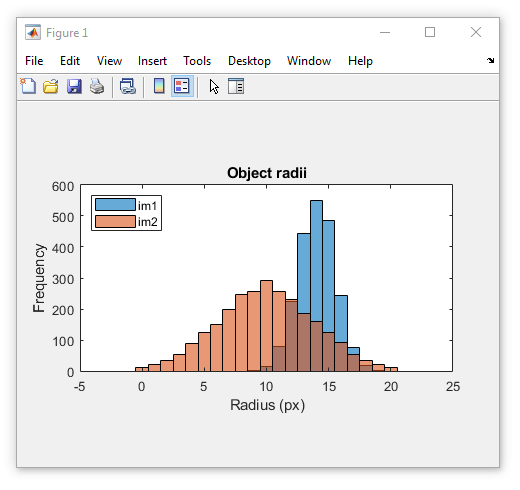 Figure 1
File Edit View Insert Tools Desktop Window Help
Object radii
600
500
400
300
200
100
0
Frequency
im1
im2
-5 0 5 10 15 20 25
Radius (px)